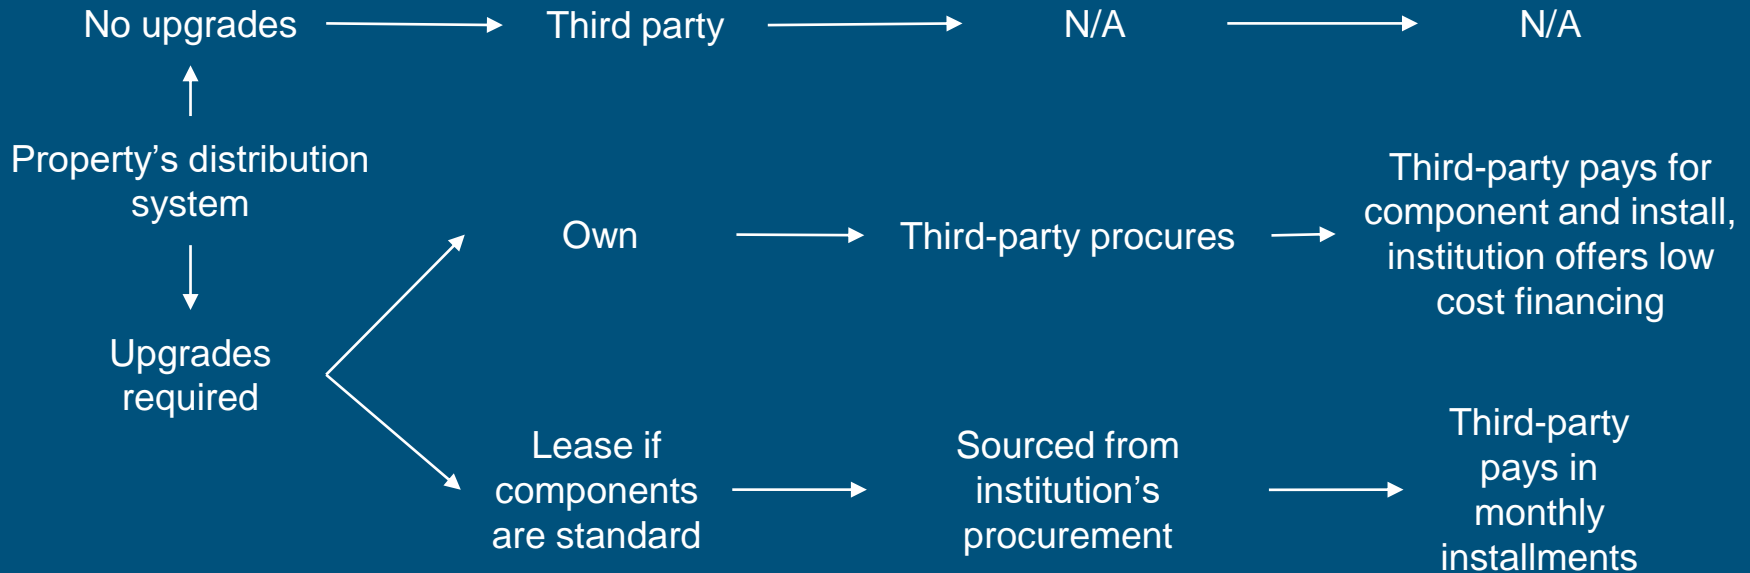 No upgrades
Third party
N/A
N/A
Property’s distribution
system
Own
Third-party procures
Third-party pays for
component and install,
institution offers low
cost financing
Upgrades
required
Lease if
components
are standard
Sourced from
institution’s
procurement
Third-party
pays in
monthly
installments